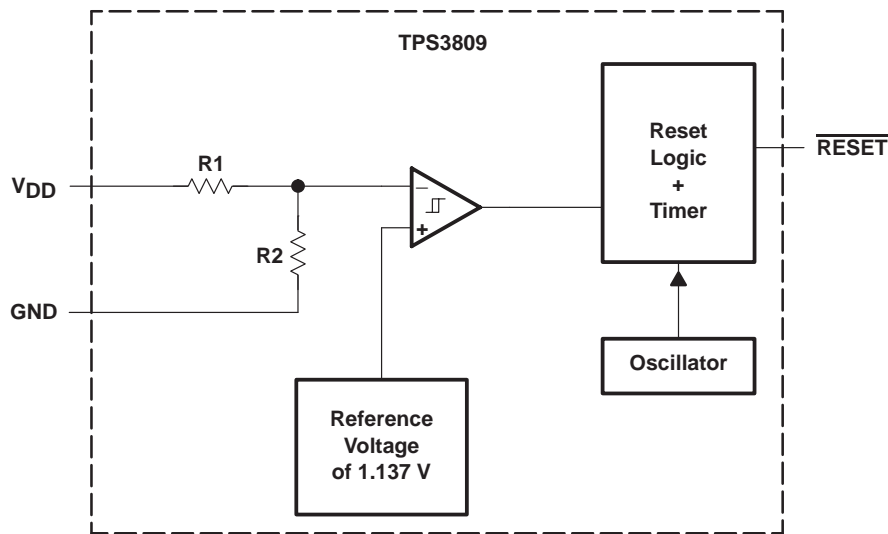 TPS3809
Reset
Logic
+
Timer
RESET
R1
VDD
−
+
R2
GND
Oscillator
Reference
Voltage
of 1.137 V